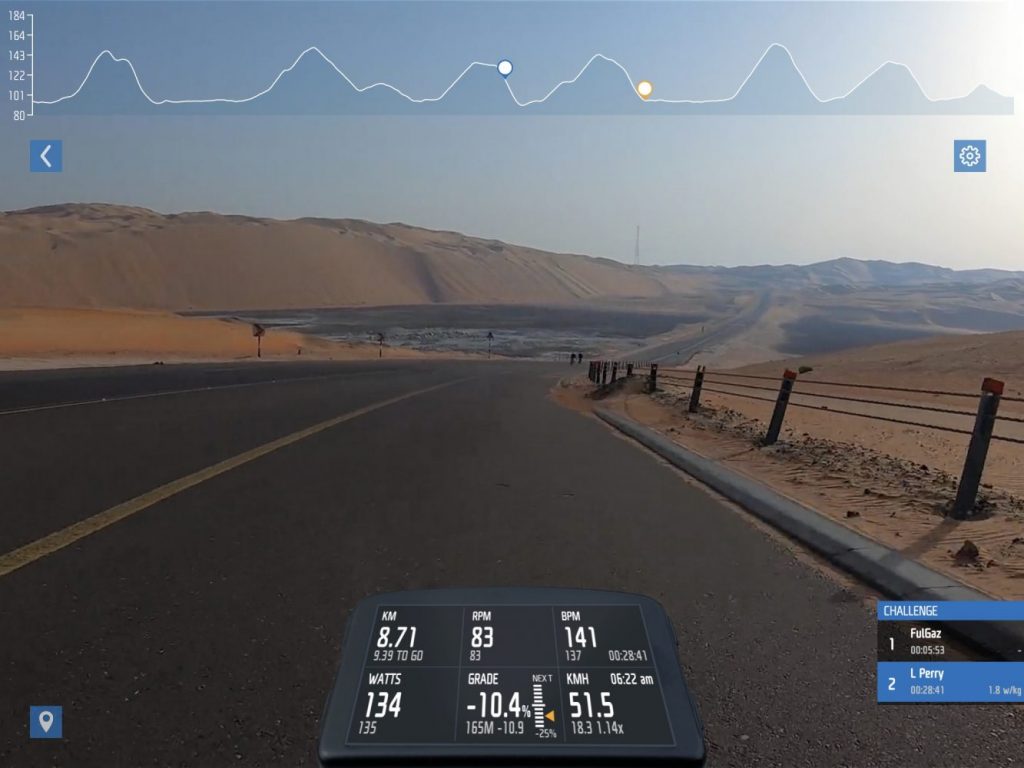 184
164
143
122
101
80
KM
8.71
9.39 TO GO
RPM
83
83
BPM
141
137 00:28:41
WATTS
134
135
GRADE
-10.4%
165M -10.9
NEXT
-25%
KMH 06:22 am
51.5
18.3 1.14x
CHALLENGE
1 FulGaz
00:05:53 -
2 L Perry
00:28:41 1.8 w/kg